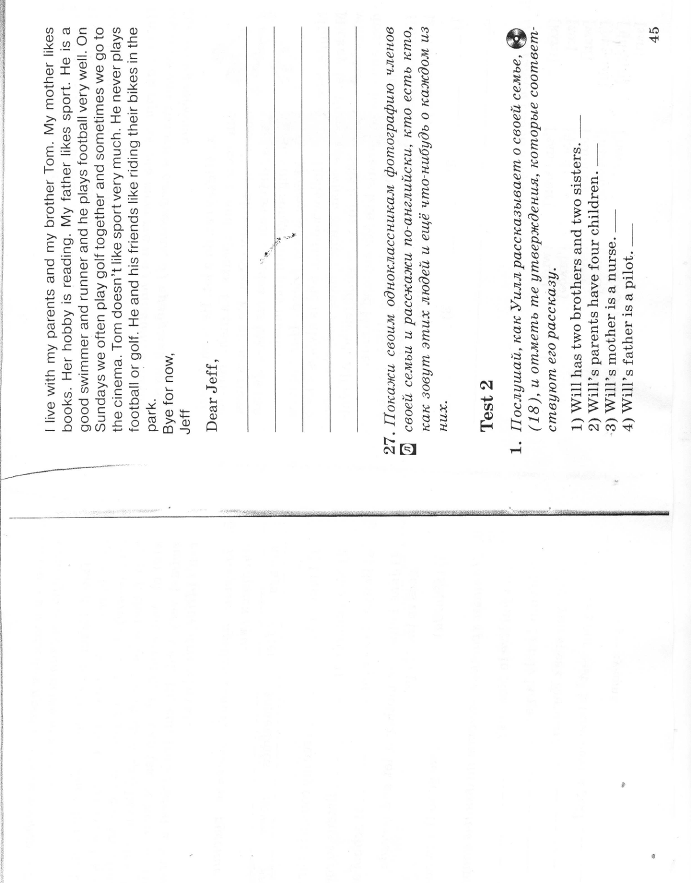 I live with my parents and my brother Tom. My mother likes
books. Her hobby is reading. My father likes sport. He is a
good swimmer and runner and he plays football very well. On
Sundays we often play golf together and sometimes we go to
the cinema. Tom doesn't like sport very much. He never plays
football or golf. He and his friends like riding their bikes in the
park.
Bye for now,
Jeff
Dear Jeff,
27. Покажи своим одноклассникам фотографию членов
Л своей семьи и расскажи по-английски, кто есть кто,
как зовут этих людей и ещё что-нибудь о каждом из
них.
Test 2
1. Послушай, как Уилл рассказывает о своей семье,
(18), и отметь те утверждения, которые соответ-
ствуют его рассказу.
1) Will has two brothers and two sisters. ___
2) Will's parents have four children. ___
3) Will's mother is a nurse. ___
4) Will's father is a pilot. ___
45